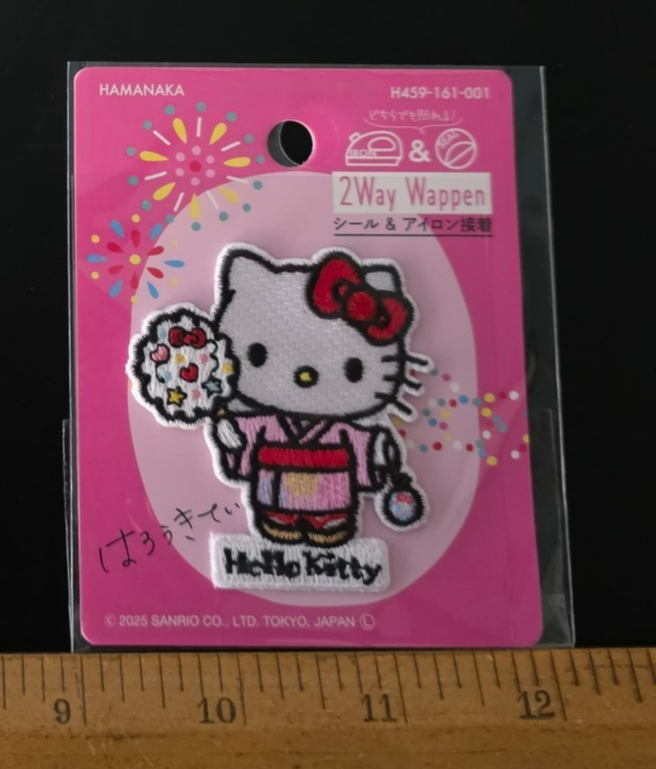 HAMANAKA
H459-161-001
どちらでも貼れる!
IRON & SEAL
2Way Wappen
シール & アイロン接着
はろうきてぃ
Hello Kitty
© 2025 SANRIO CO., LTD. TOKYO, JAPAN Ⓛ
9 10 11 12